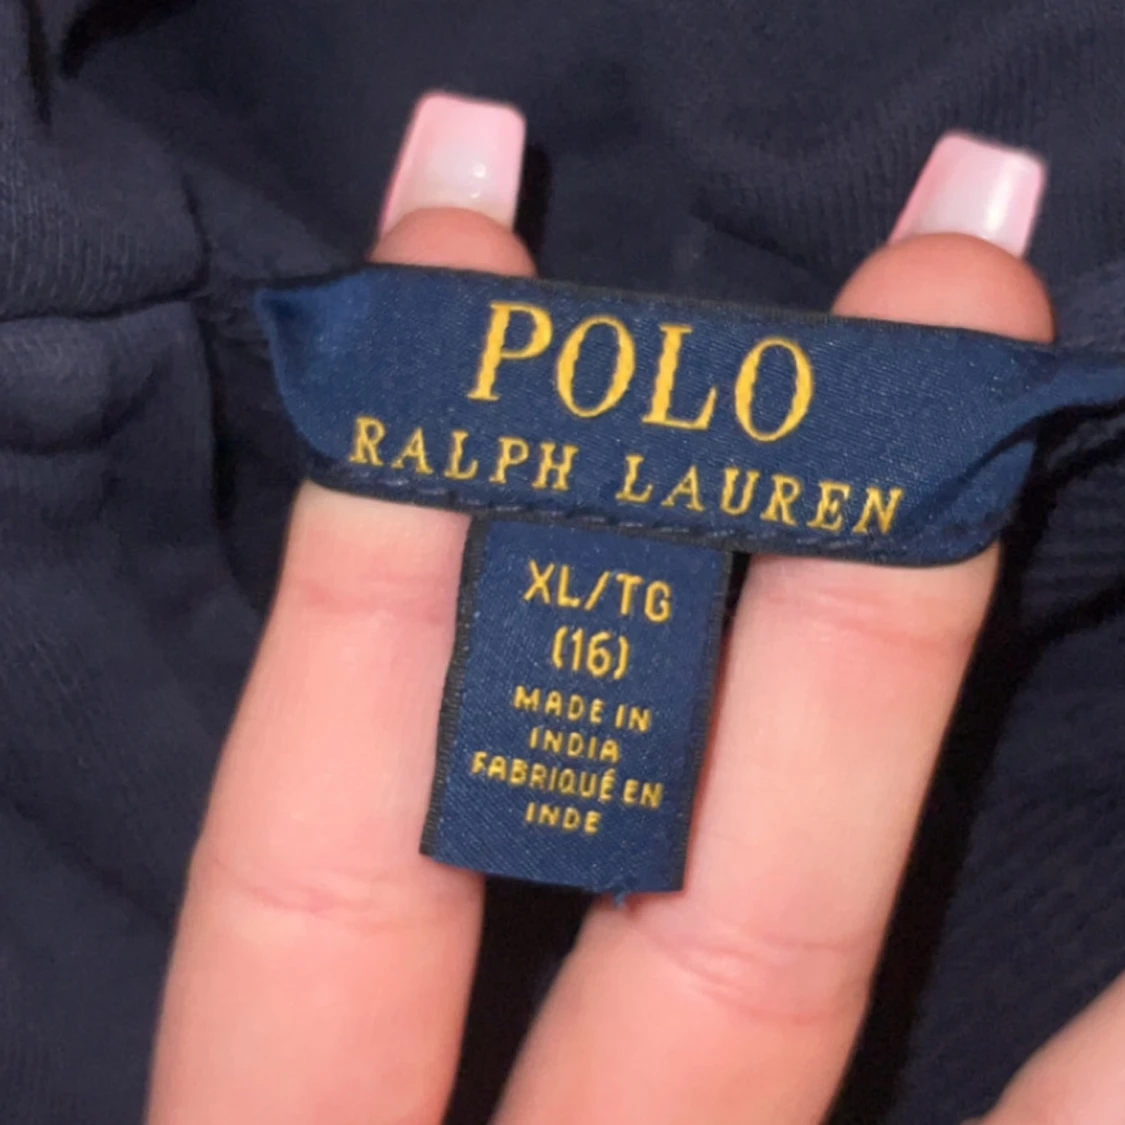 POLO
RALPH LAUREN
XL/TG
(16)
MADE IN
INDIA
FABRIQUÉ EN
INDE